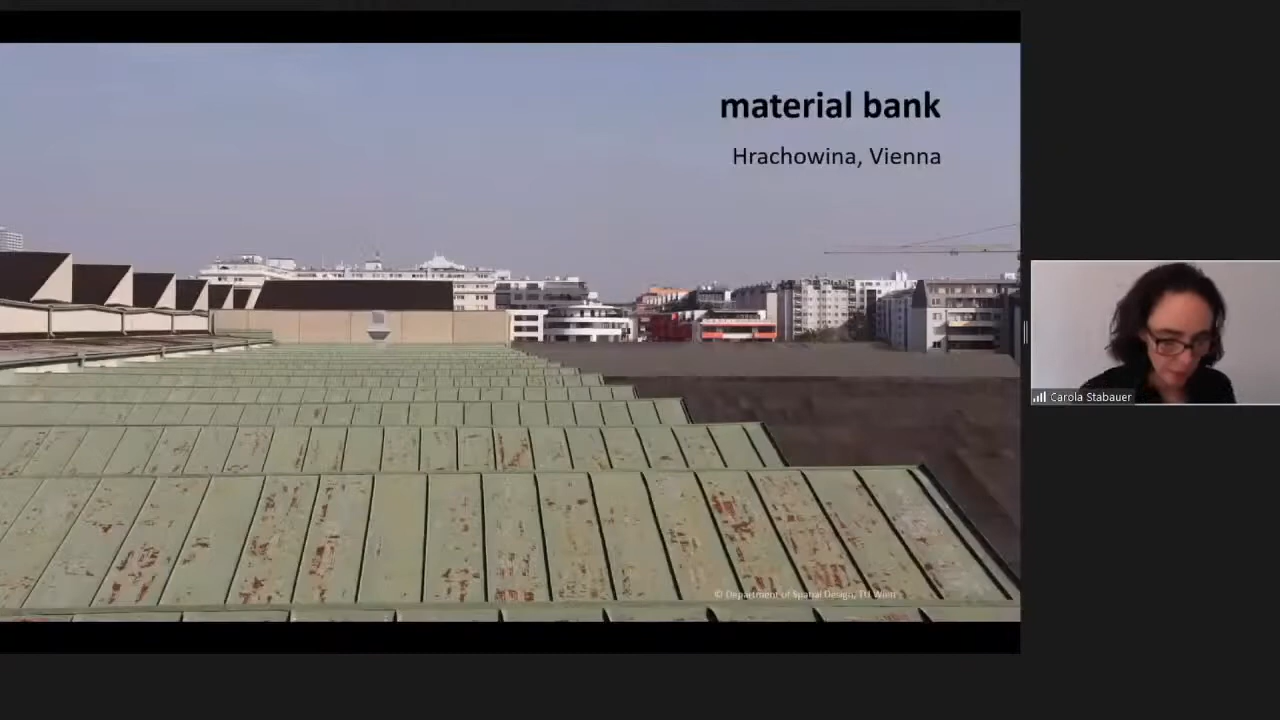 material bank
Hrachowina, Vienna
© Department of Spatial Design, TU Wien
Carola Stabauer